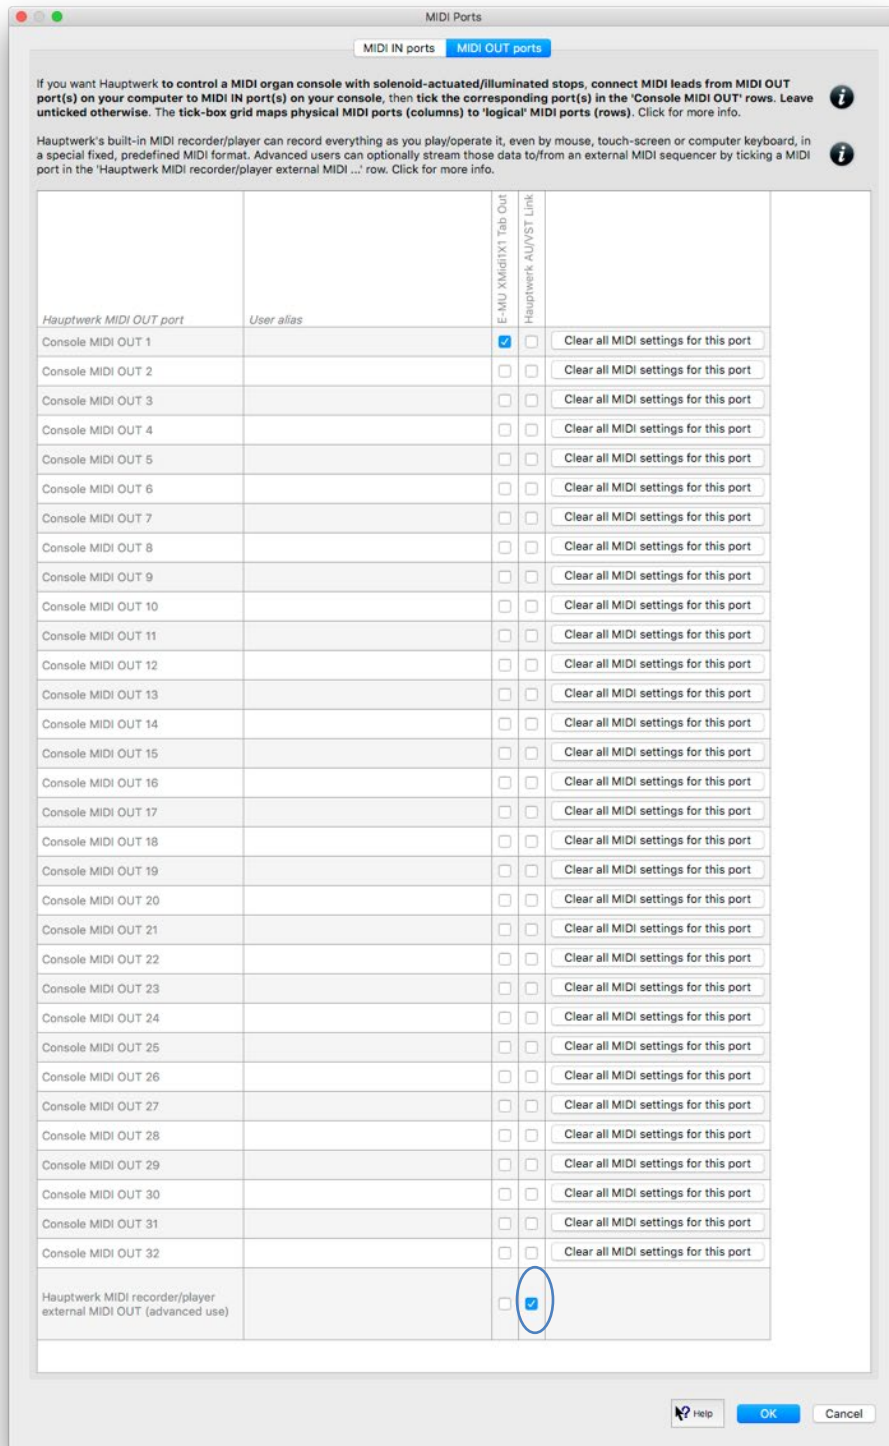 MIDI Ports
MIDI IN ports MIDI OUT ports
If you want Hauptwerk to control a MIDI organ console with solenoid-actuated/illuminated stops, connect MIDI leads from MIDI OUT
port(s) on your computer to MIDI IN port(s) on your console, then tick the corresponding port(s) in the 'Console MIDI OUT' rows. Leave
unticked otherwise. The tick-box grid maps physical MIDI ports (columns) to 'logical' MIDI ports (rows). Click for more info.
Hauptwerk's built-in MIDI recorder/player can record everything as you play/operate it, even by mouse, touch-screen or computer keyboard, in
a special fixed, predefined MIDI format. Advanced users can optionally stream those data to/from an external MIDI sequencer by ticking a MIDI
port in the 'Hauptwerk MIDI recorder/player external MIDI ...' row. Click for more info.
Hauptwerk MIDI OUT port User alias
E-MU XMidi1X1 Tab Out
Hauptwerk AU/VST Link
Console MIDI OUT 1 Clear all MIDI settings for this port
Console MIDI OUT 2 Clear all MIDI settings for this port
Console MIDI OUT 3 Clear all MIDI settings for this port
Console MIDI OUT 4 Clear all MIDI settings for this port
Console MIDI OUT 5 Clear all MIDI settings for this port
Console MIDI OUT 6 Clear all MIDI settings for this port
Console MIDI OUT 7 Clear all MIDI settings for this port
Console MIDI OUT 8 Clear all MIDI settings for this port
Console MIDI OUT 9 Clear all MIDI settings for this port
Console MIDI OUT 10 Clear all MIDI settings for this port
Console MIDI OUT 11 Clear all MIDI settings for this port
Console MIDI OUT 12 Clear all MIDI settings for this port
Console MIDI OUT 13 Clear all MIDI settings for this port
Console MIDI OUT 14 Clear all MIDI settings for this port
Console MIDI OUT 15 Clear all MIDI settings for this port
Console MIDI OUT 16 Clear all MIDI settings for this port
Console MIDI OUT 17 Clear all MIDI settings for this port
Console MIDI OUT 18 Clear all MIDI settings for this port
Console MIDI OUT 19 Clear all MIDI settings for this port
Console MIDI OUT 20 Clear all MIDI settings for this port
Console MIDI OUT 21 Clear all MIDI settings for this port
Console MIDI OUT 22 Clear all MIDI settings for this port
Console MIDI OUT 23 Clear all MIDI settings for this port
Console MIDI OUT 24 Clear all MIDI settings for this port
Console MIDI OUT 25 Clear all MIDI settings for this port
Console MIDI OUT 26 Clear all MIDI settings for this port
Console MIDI OUT 27 Clear all MIDI settings for this port
Console MIDI OUT 28 Clear all MIDI settings for this port
Console MIDI OUT 29 Clear all MIDI settings for this port
Console MIDI OUT 30 Clear all MIDI settings for this port
Console MIDI OUT 31 Clear all MIDI settings for this port
Console MIDI OUT 32 Clear all MIDI settings for this port
Hauptwerk MIDI recorder/player
external MIDI OUT (advanced use)
Help OK Cancel